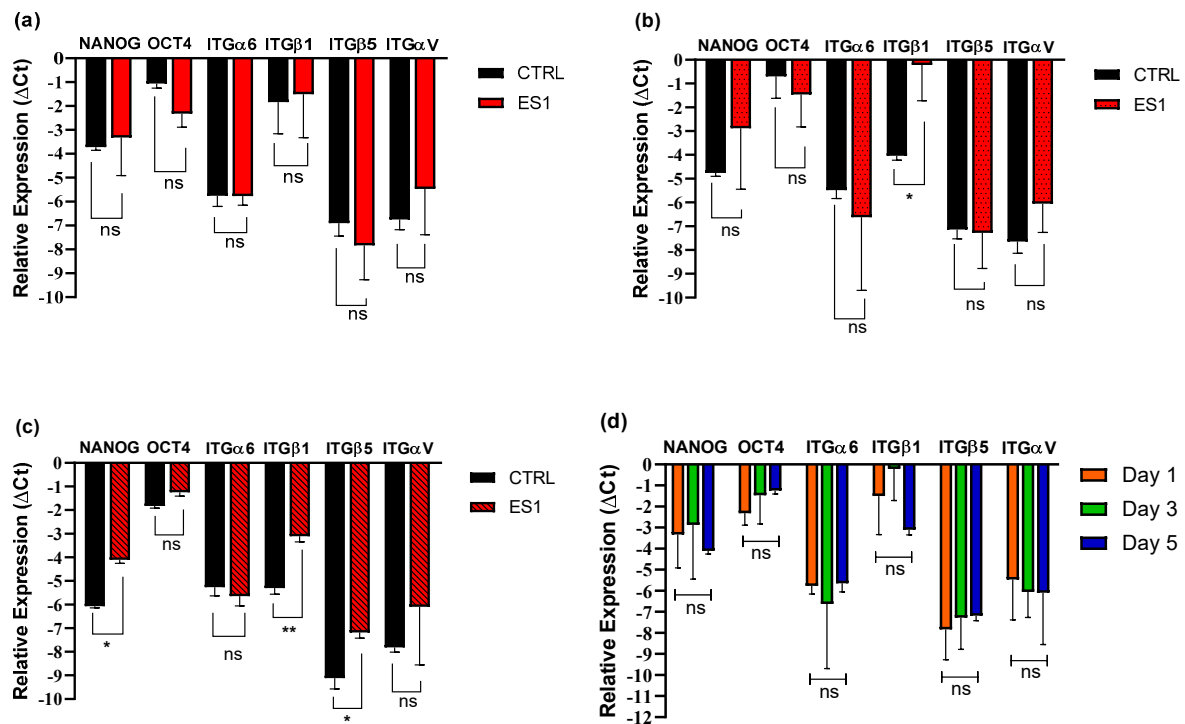 (a)
NANOG OCT4 ITGα6 ITGβ1 ITGβ5 ITGαV
Relative Expression (ΔCt)
0
-1
-2
-3
-4
-5
-6
-7
-8
-9
-10
ns
ns
ns
ns
ns
ns
CTRL
ES1
(b)
NANOG OCT4 ITGα6 ITGβ1 ITGβ5 ITGαV
Relative Expression (ΔCt)
0
-1
-2
-3
-4
-5
-6
-7
-8
-9
-10
ns
ns
ns
*
ns
ns
CTRL
ES1
(c)
NANOG OCT4 ITGα6 ITGβ1 ITGβ5 ITGαV
Relative Expression (ΔCt)
0
-1
-2
-3
-4
-5
-6
-7
-8
-9
-10
*
ns
ns
**
*
ns
CTRL
ES1
(d)
NANOG OCT4 ITGα6 ITGβ1 ITGβ5 ITGαV
Relative Expression (ΔCt)
0
-1
-2
-3
-4
-5
-6
-7
-8
-9
-10
-11
-12
ns
ns
ns
ns
ns
ns
Day 1
Day 3
Day 5